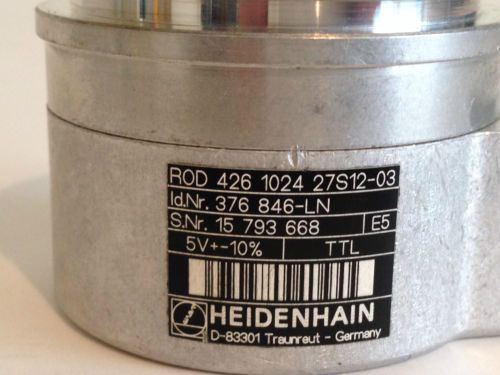 ROD 426 1024 27S12-03
Id.Nr. 376 846-LN
S.Nr. 15 793 668 E5
5V+-10% TTL
HEIDENHAIN
D-83301 Traunreut - Germany